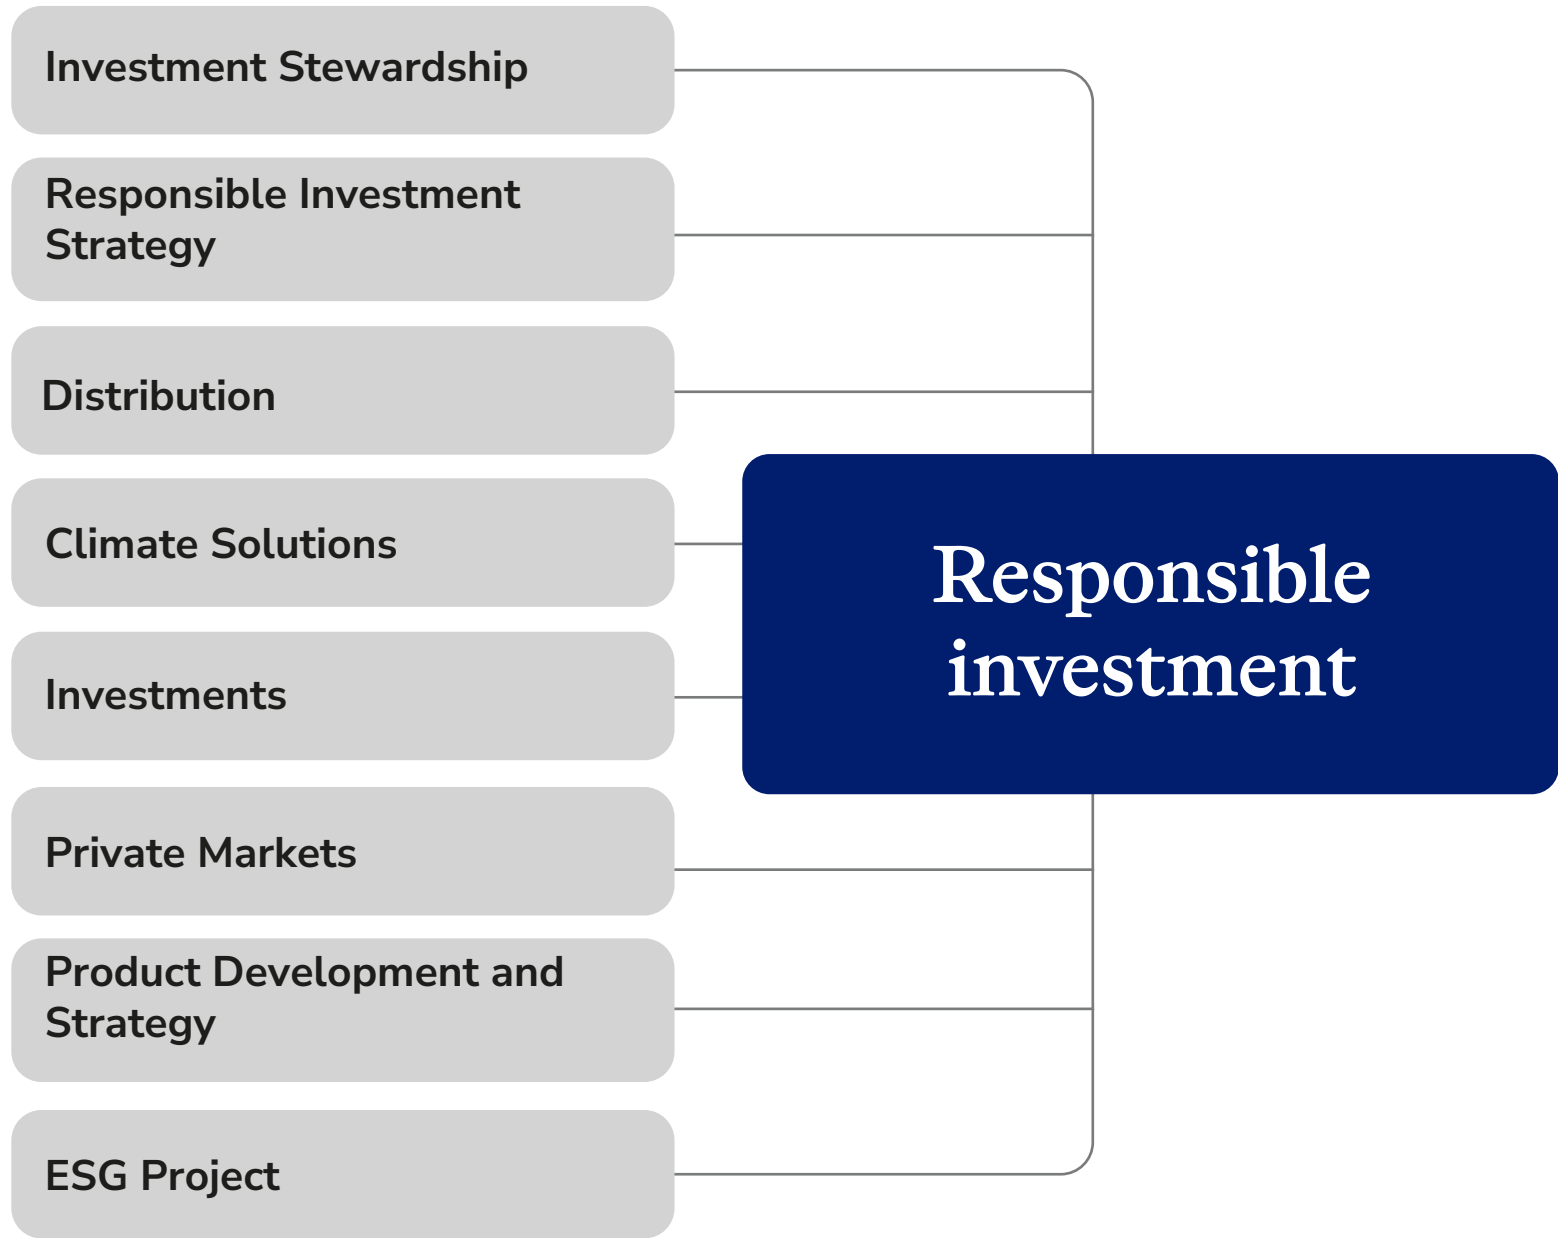 Investment Stewardship
Responsible Investment
Strategy
Distribution
Climate Solutions
Investments
Private Markets
Product Development and
Strategy
ESG Project
Responsible
investment